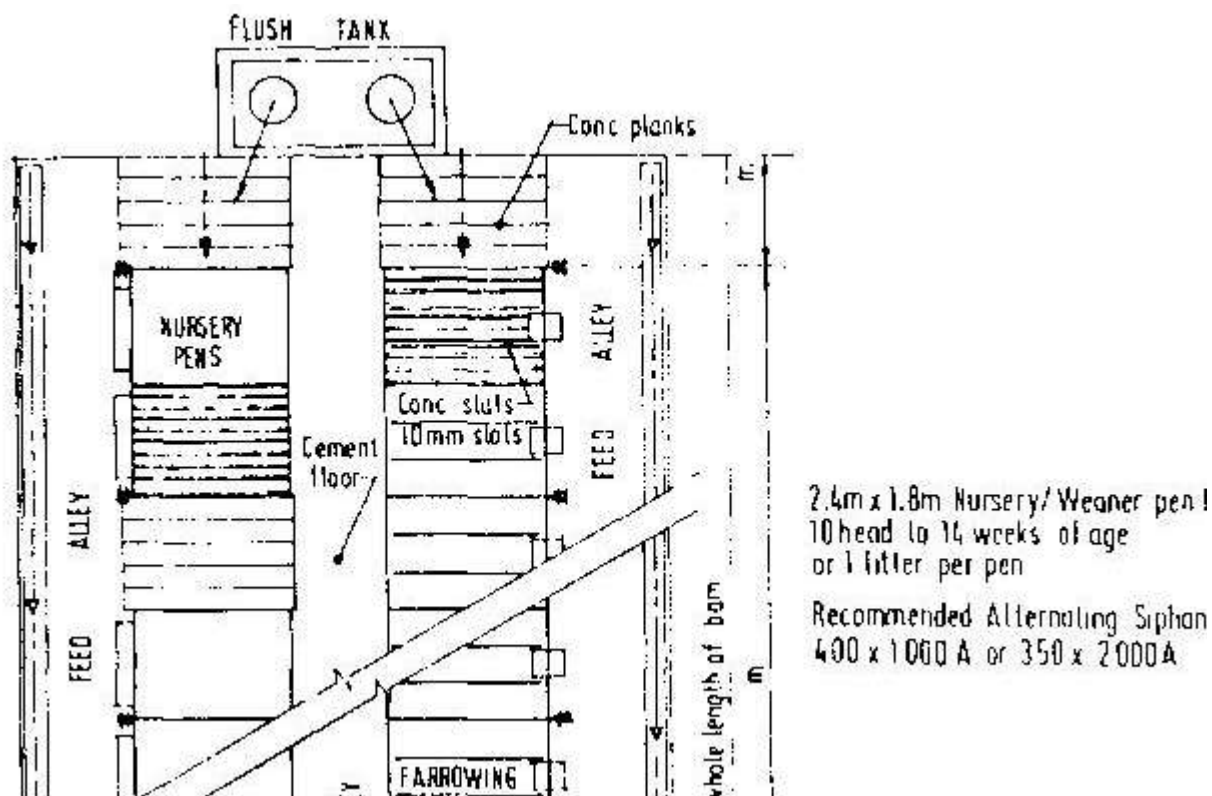 FLUSH TANK
Conc planks
m
NURSERY
PENS
ALLEY
FEED
Conc slats
10mm slots
Cement
floor
ALLEY
FEED
2.4m x 1.8m Nursery/Weaner pen
10 head to 14 weeks of age
or 1 litter per pen
Recommended Alternating Siphon
400 x 1000 A or 350 x 2000A
whole length of barn
m
FARROWING